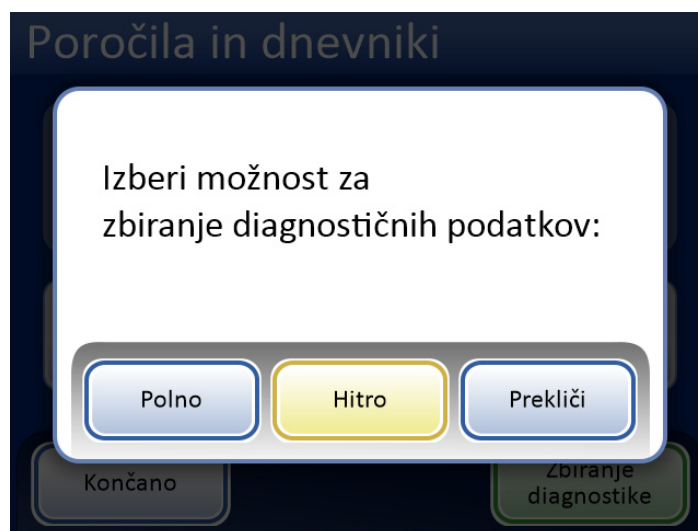 Poročila in dnevniki
Izberi možnost za
zbiranje diagnostičnih podatkov:
Polno
Hitro
Prekliči
Končano
Zbiranje
diagnostike